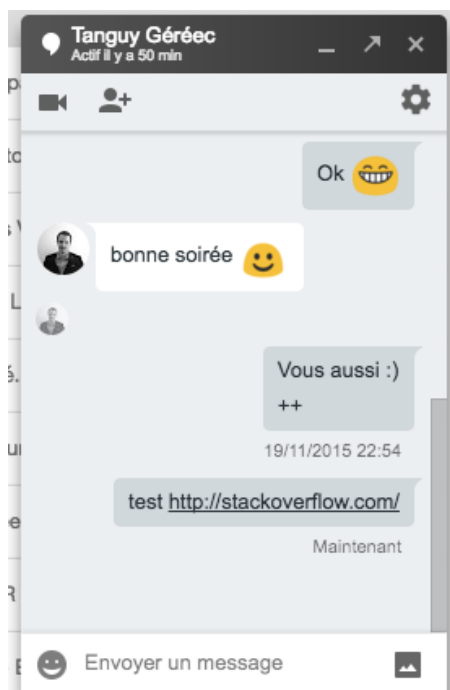 Tanguy Géréec
Actif il y a 50 min
Ok
bonne soirée
Vous aussi :)
++
19/11/2015 22:54
test http://stackoverflow.com/
Maintenant
Envoyer un message